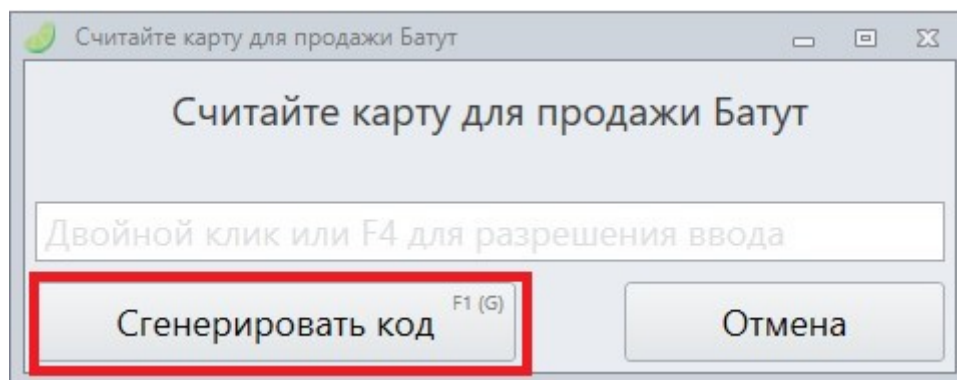 Считайте карту для продажи Батут
Считайте карту для продажи Батут
Двойной клик или F4 для разрешения ввода
Сгенерировать код F1 (G) Отмена